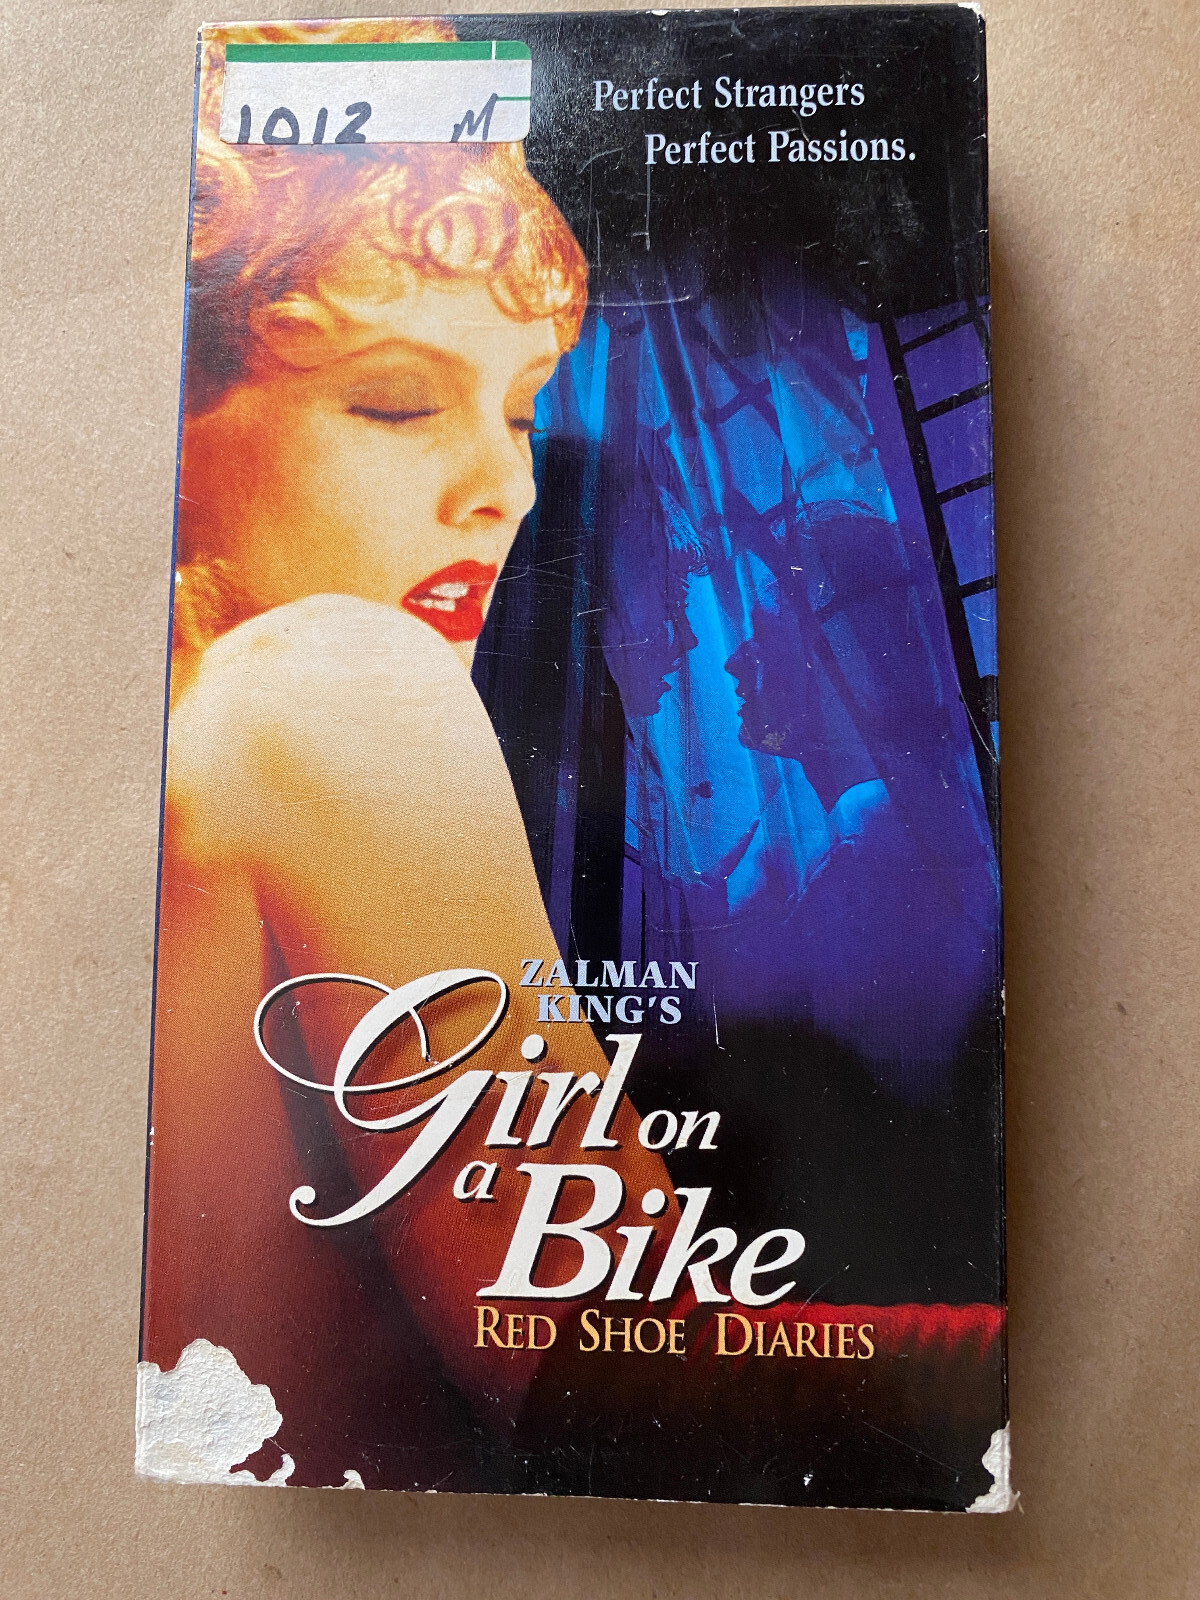 1012 M
Perfect Strangers
Perfect Passions.
ZALMAN
KING'S
Girl on
a Bike
RED SHOE DIARIES